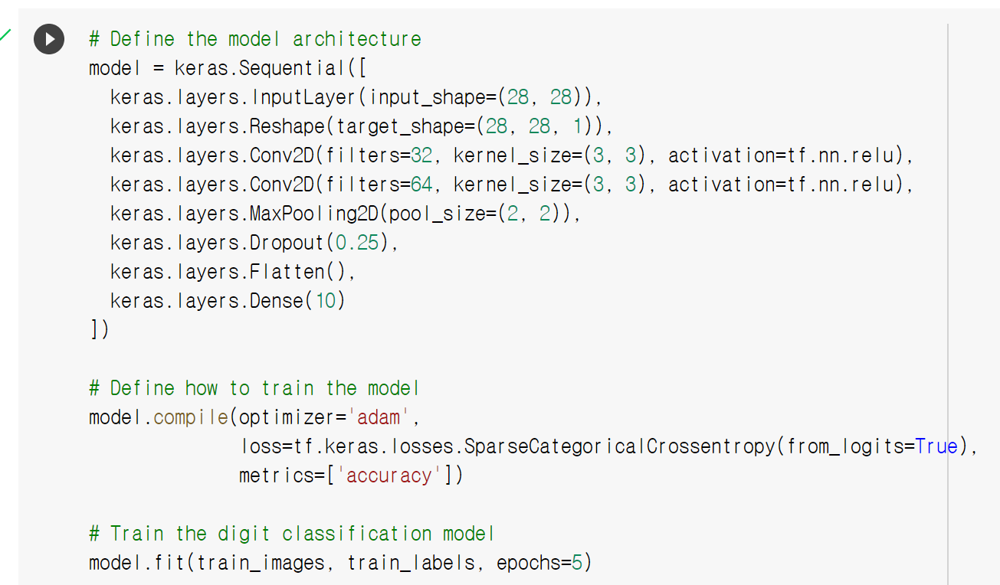 # Define the model architecture
model = keras.Sequential([
  keras.layers.InputLayer(input_shape=(28, 28)),
  keras.layers.Reshape(target_shape=(28, 28, 1)),
  keras.layers.Conv2D(filters=32, kernel_size=(3, 3), activation=tf.nn.relu),
  keras.layers.Conv2D(filters=64, kernel_size=(3, 3), activation=tf.nn.relu),
  keras.layers.MaxPooling2D(pool_size=(2, 2)),
  keras.layers.Dropout(0.25),
  keras.layers.Flatten(),
  keras.layers.Dense(10)
])
# Define how to train the model
model.compile(optimizer='adam',
              loss=tf.keras.losses.SparseCategoricalCrossentropy(from_logits=True),
              metrics=['accuracy'])
# Train the digit classification model
model.fit(train_images, train_labels, epochs=5)